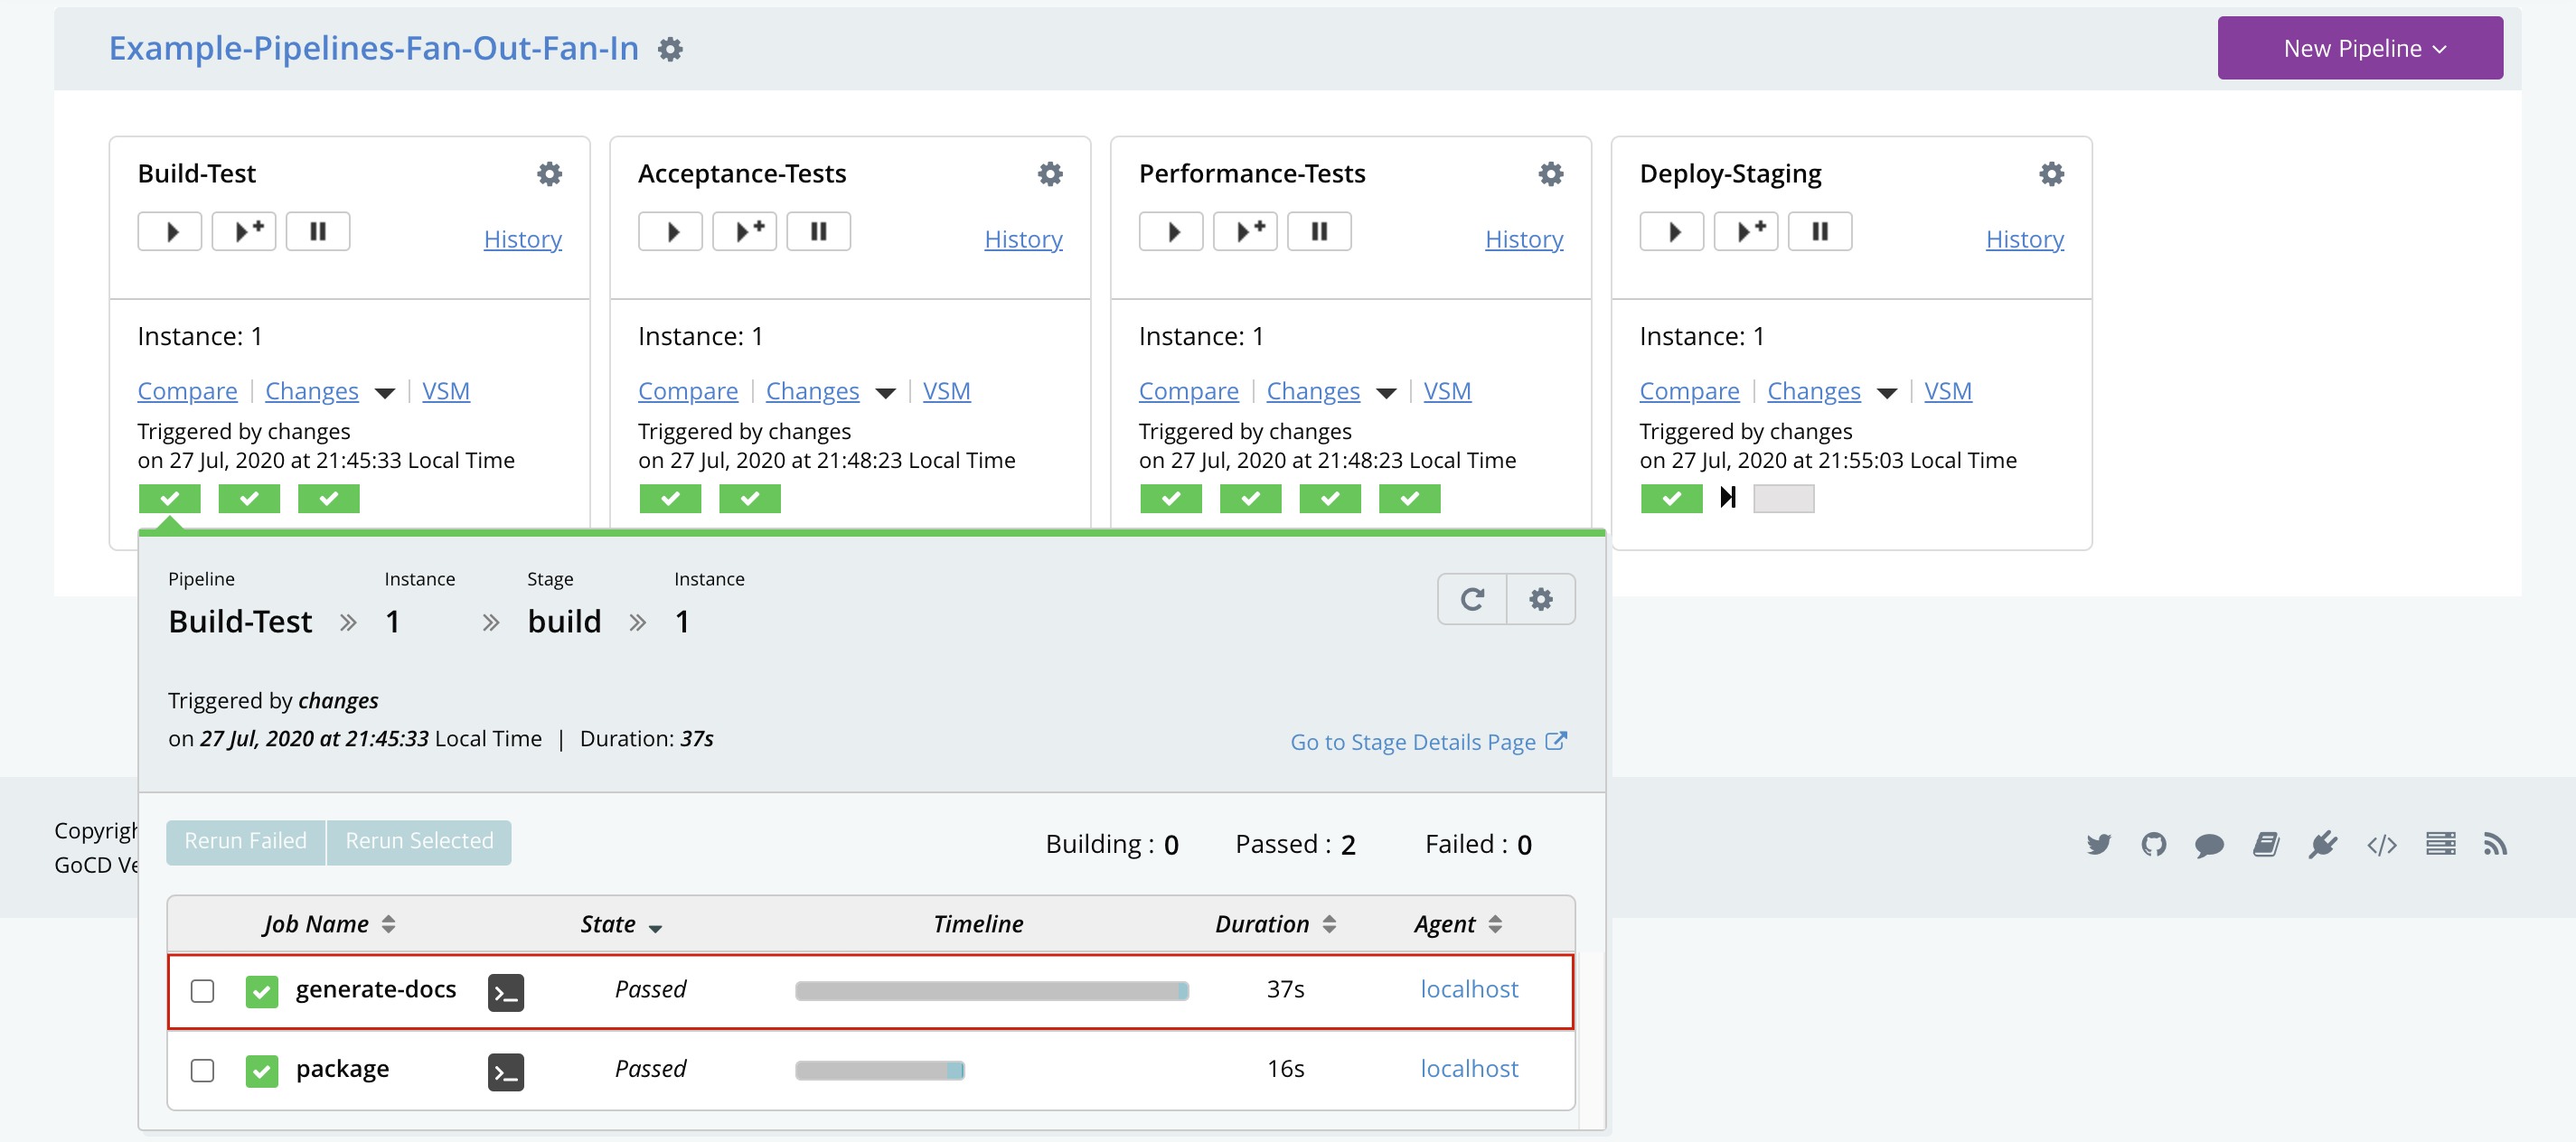 Example-Pipelines-Fan-Out-Fan-In
New Pipeline
Build-Test
History
Instance: 1
Compare | Changes | VSM
Triggered by changes
on 27 Jul, 2020 at 21:45:33 Local Time
Acceptance-Tests
History
Instance: 1
Compare | Changes | VSM
Triggered by changes
on 27 Jul, 2020 at 21:48:23 Local Time
Performance-Tests
History
Instance: 1
Compare | Changes | VSM
Triggered by changes
on 27 Jul, 2020 at 21:48:23 Local Time
Deploy-Staging
History
Instance: 1
Compare | Changes | VSM
Triggered by changes
on 27 Jul, 2020 at 21:55:03 Local Time
Pipeline Instance Stage Instance
Build-Test » 1 » build » 1
Triggered by changes
on 27 Jul, 2020 at 21:45:33 Local Time | Duration: 37s
Go to Stage Details Page
Rerun Failed Rerun Selected
Building : 0 Passed : 2 Failed : 0
Job Name State Timeline Duration Agent
generate-docs Passed 37s localhost
package Passed 16s localhost
GoCD